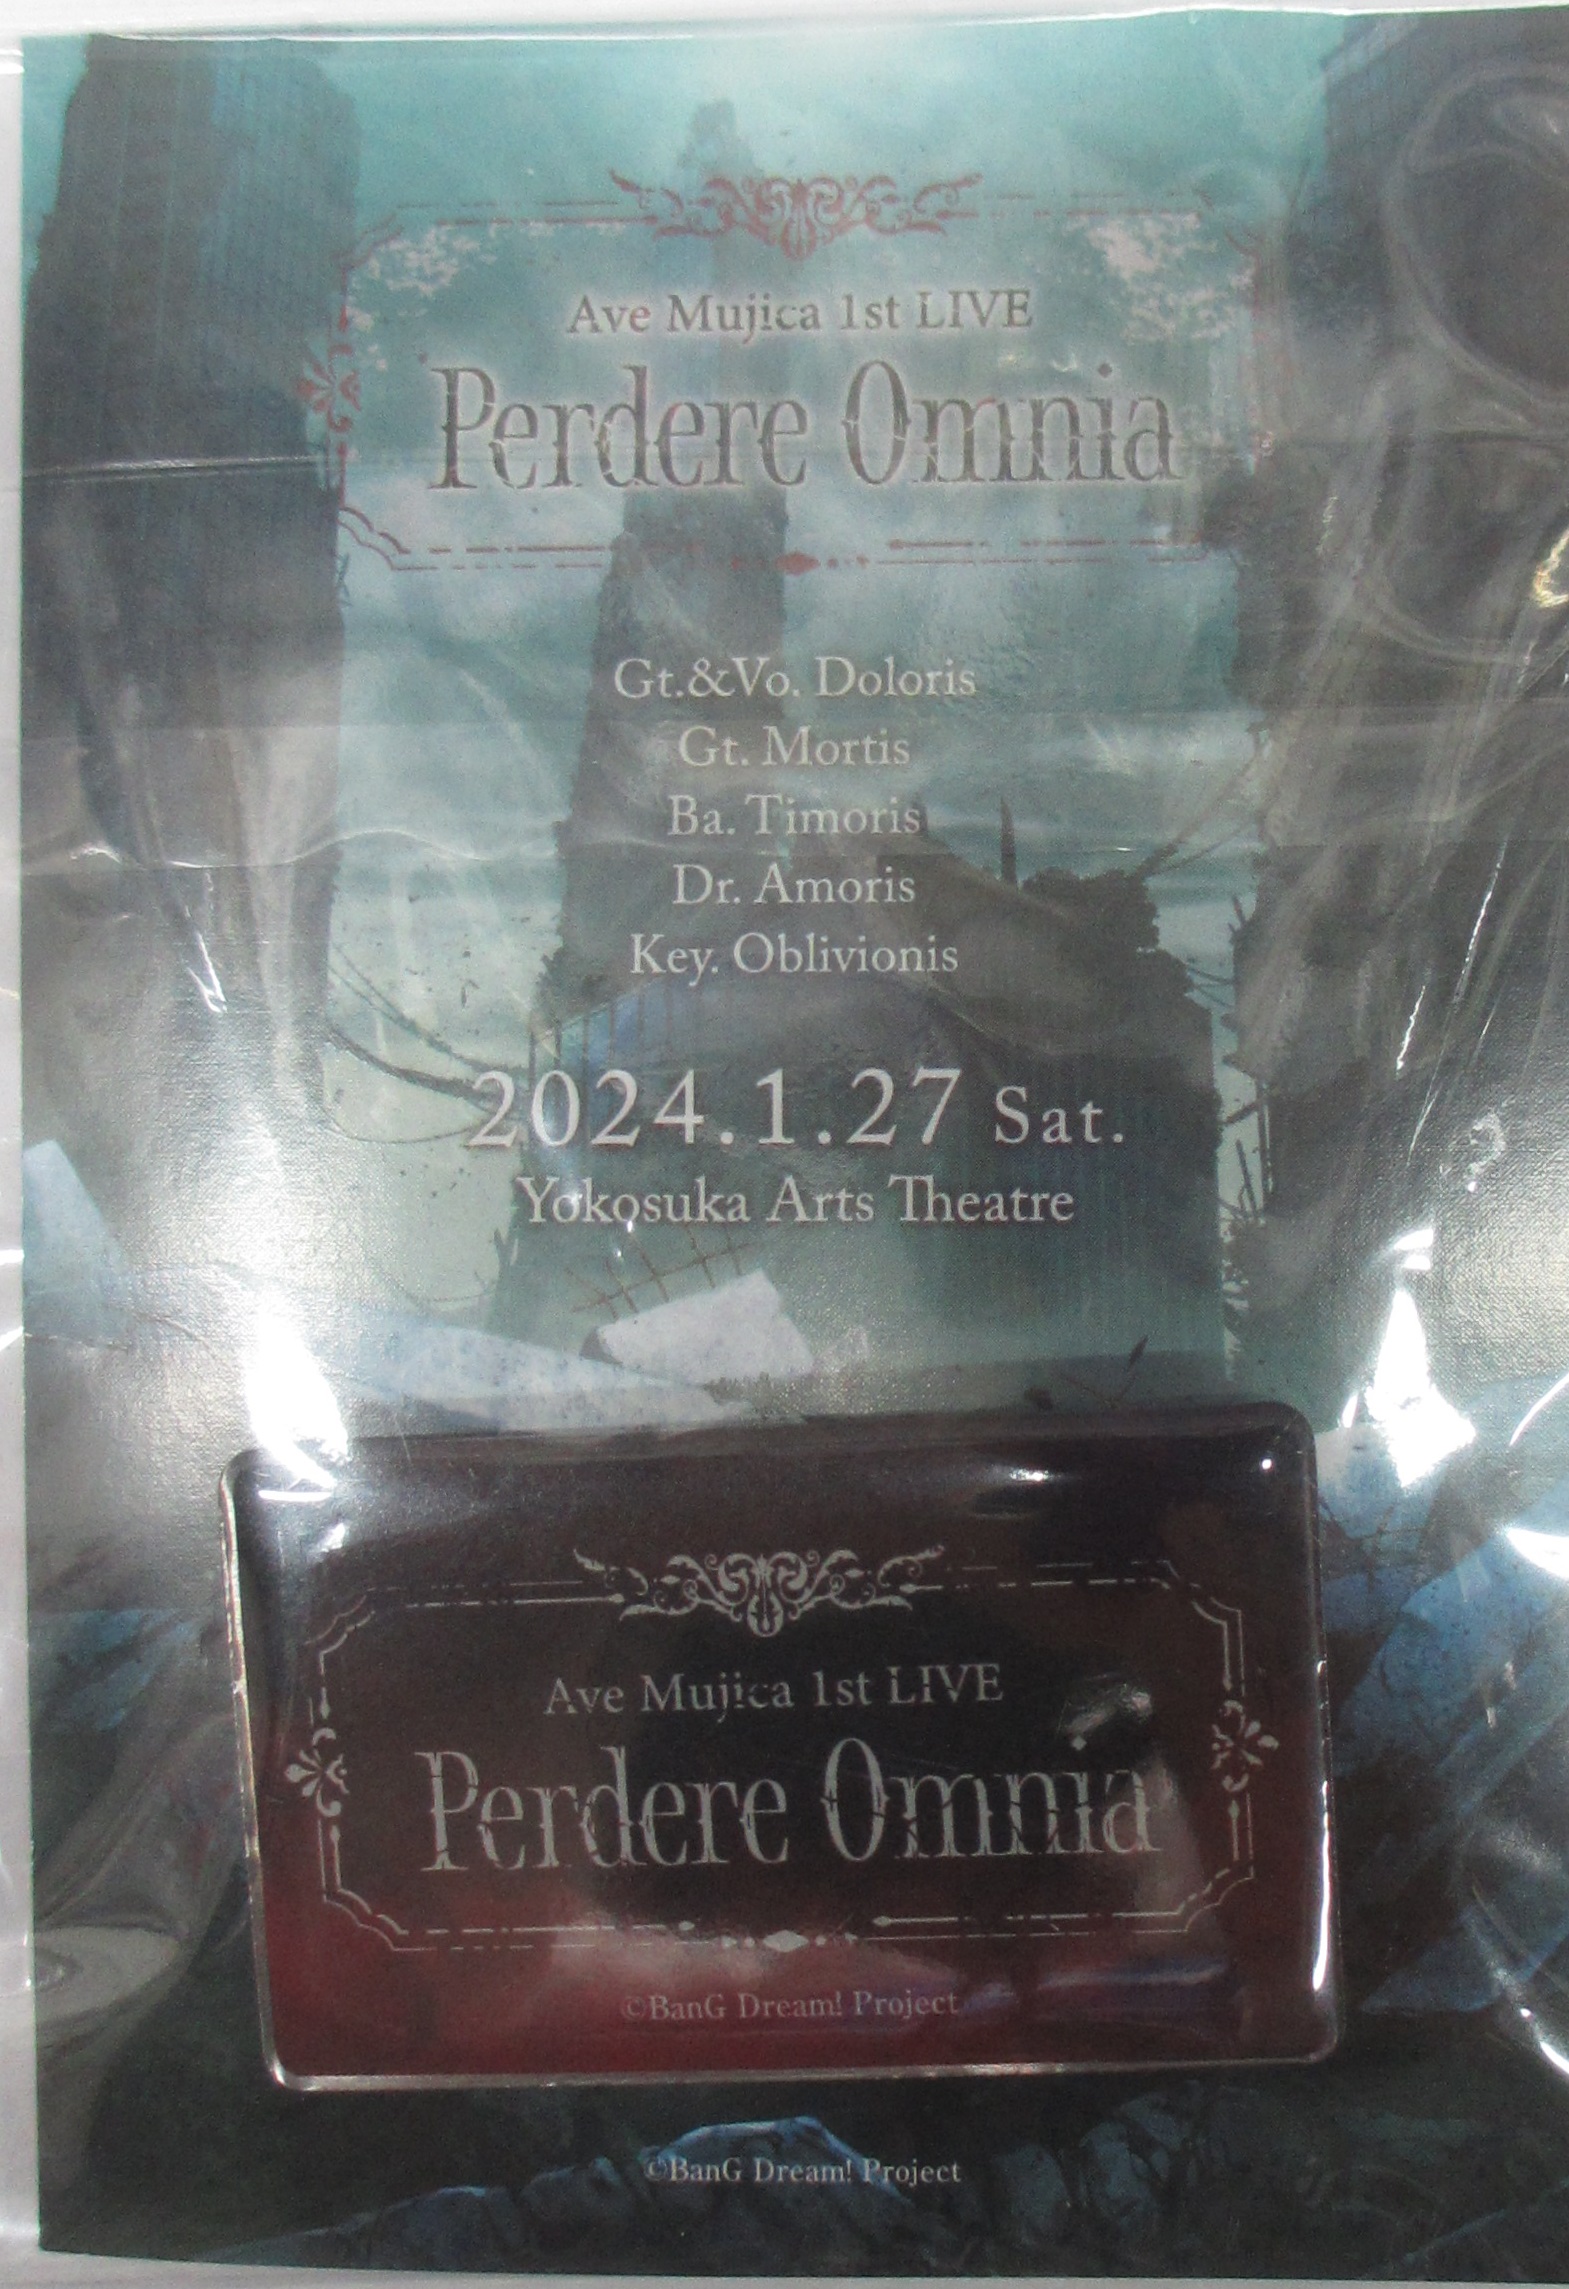 Ave Mujica 1st LIVE
Perdere Omnia
Gt.&Vo. Doloris
Gt. Mortis
Ba. Timoris
Dr. Amoris
Key. Oblivionis
2024.1.27 Sat.
Yokosuka Arts Theatre
Ave Mujica 1st LIVE
Perdere Omnia
©BanG Dream! Project
©BanG Dream! Project